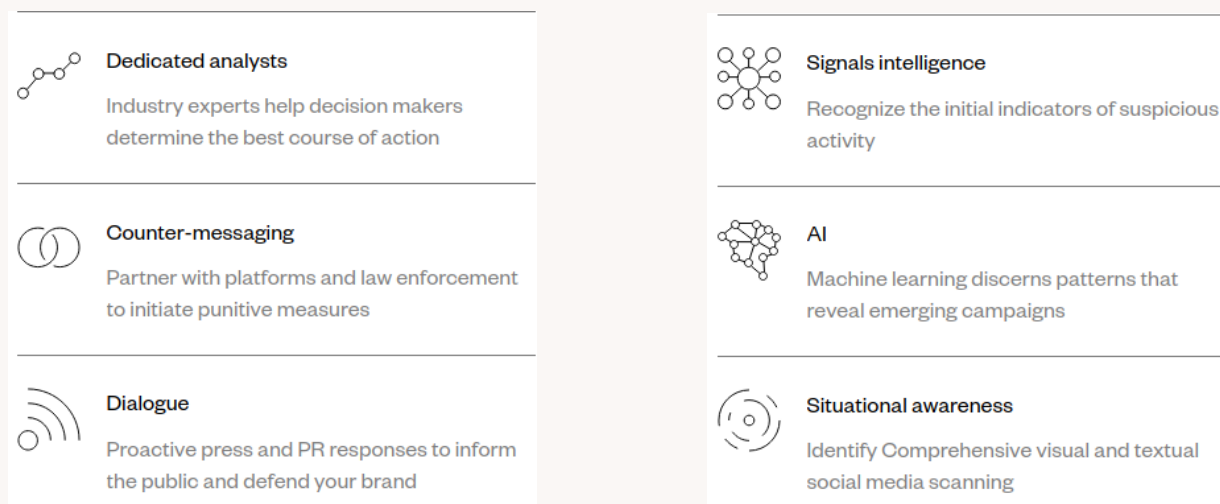 Dedicated analysts
Industry experts help decision makers
determine the best course of action
Counter-messaging
Partner with platforms and law enforcement
to initiate punitive measures
Dialogue
Proactive press and PR responses to inform
the public and defend your brand
Signals intelligence
Recognize the initial indicators of suspicious
activity
AI
Machine learning discerns patterns that
reveal emerging campaigns
Situational awareness
Identify Comprehensive visual and textual
social media scanning